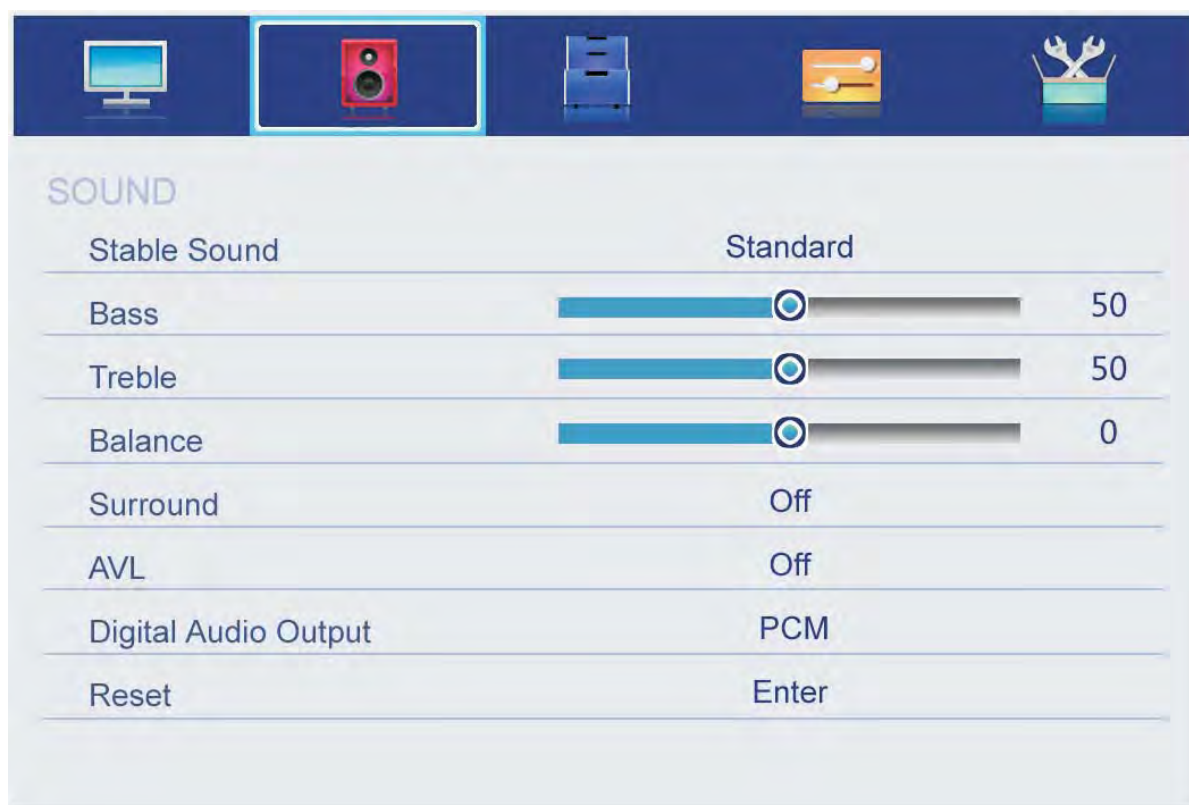 SOUND
Stable Sound Standard
Bass 50
Treble 50
Balance 0
Surround Off
AVL Off
Digital Audio Output PCM
Reset Enter